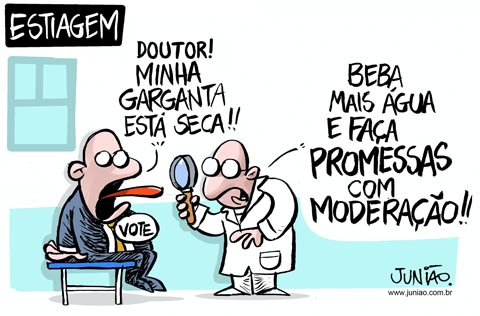 ESTIAGEM
DOUTOR!
MINHA
GARGANTA
ESTÁ SECA!!
BEBA
MAIS ÁGUA
E FAÇA
PROMESSAS
COM
MODERAÇÃO!!
VOTE
JUNIÃO.
www.juniao.com.br